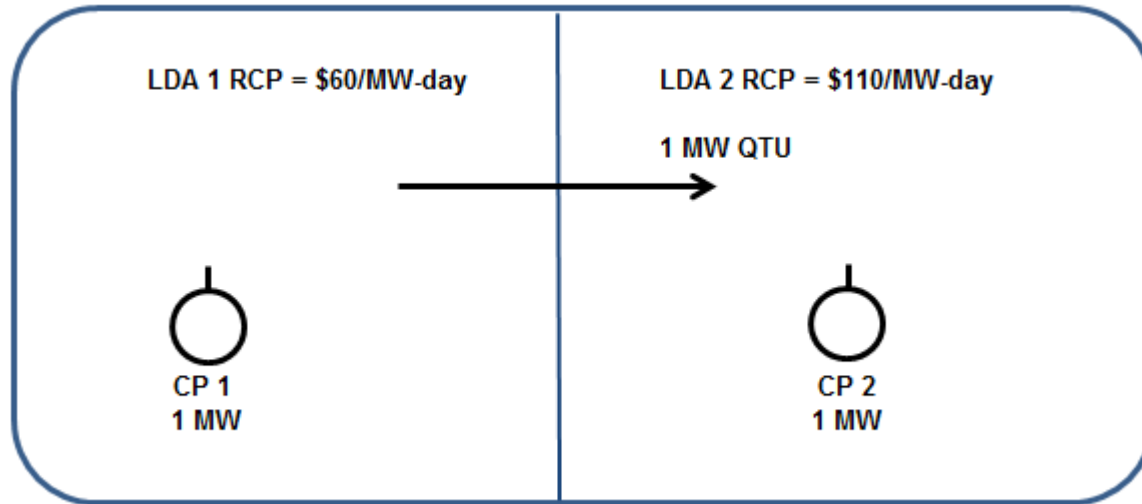 LDA 1 RCP = $60/MW-day
LDA 2 RCP = $110/MW-day
1 MW QTU
CP 1
1 MW
CP 2
1 MW